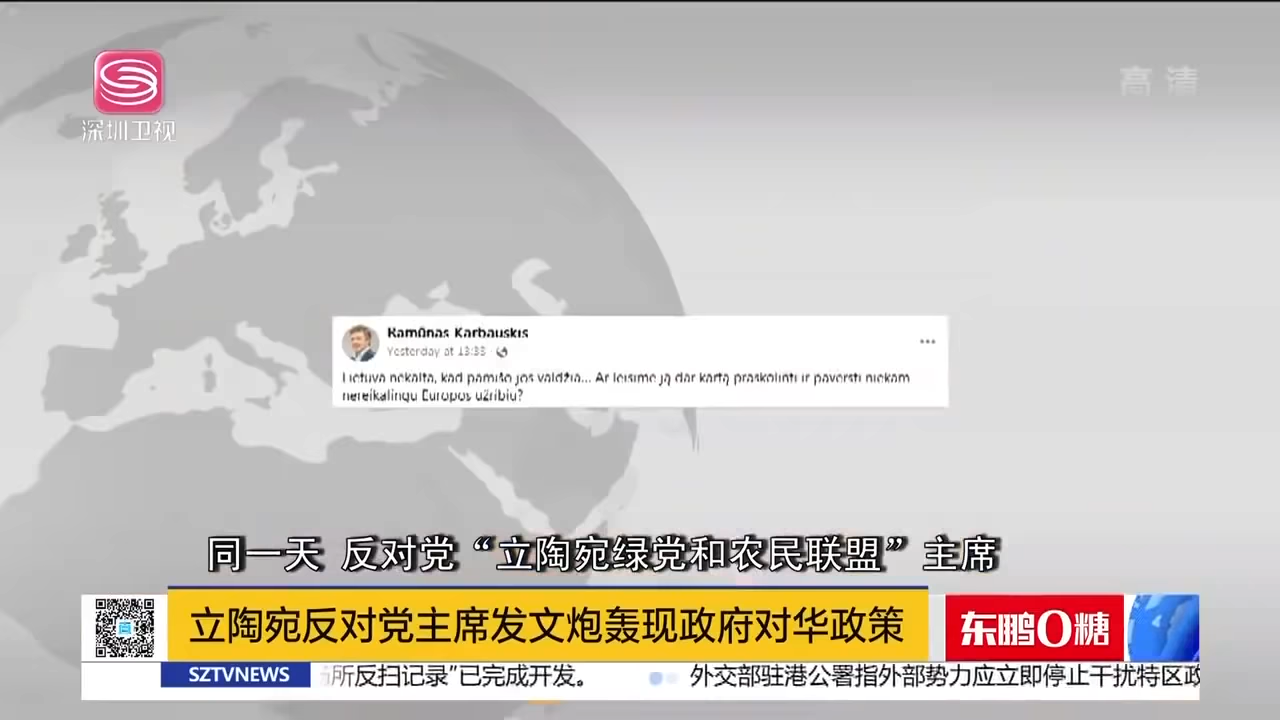 深圳卫视
高清
Ramūnas Karbauskis
Yesterday at 13:33
Lietuva nekalta, kad pamišo jos valdžia... Ar leisime ją dar kartą praskolinti ir paversti niekam
nereikalingu Europos užribiu?
同一天 反对党“立陶宛绿党和农民联盟”主席
立陶宛反对党主席发文炮轰现政府对华政策
东鹏0糖
SZTVNEWS
所反扫记录”已完成开发。 外交部驻港公署指外部势力应立即停止干扰特区政